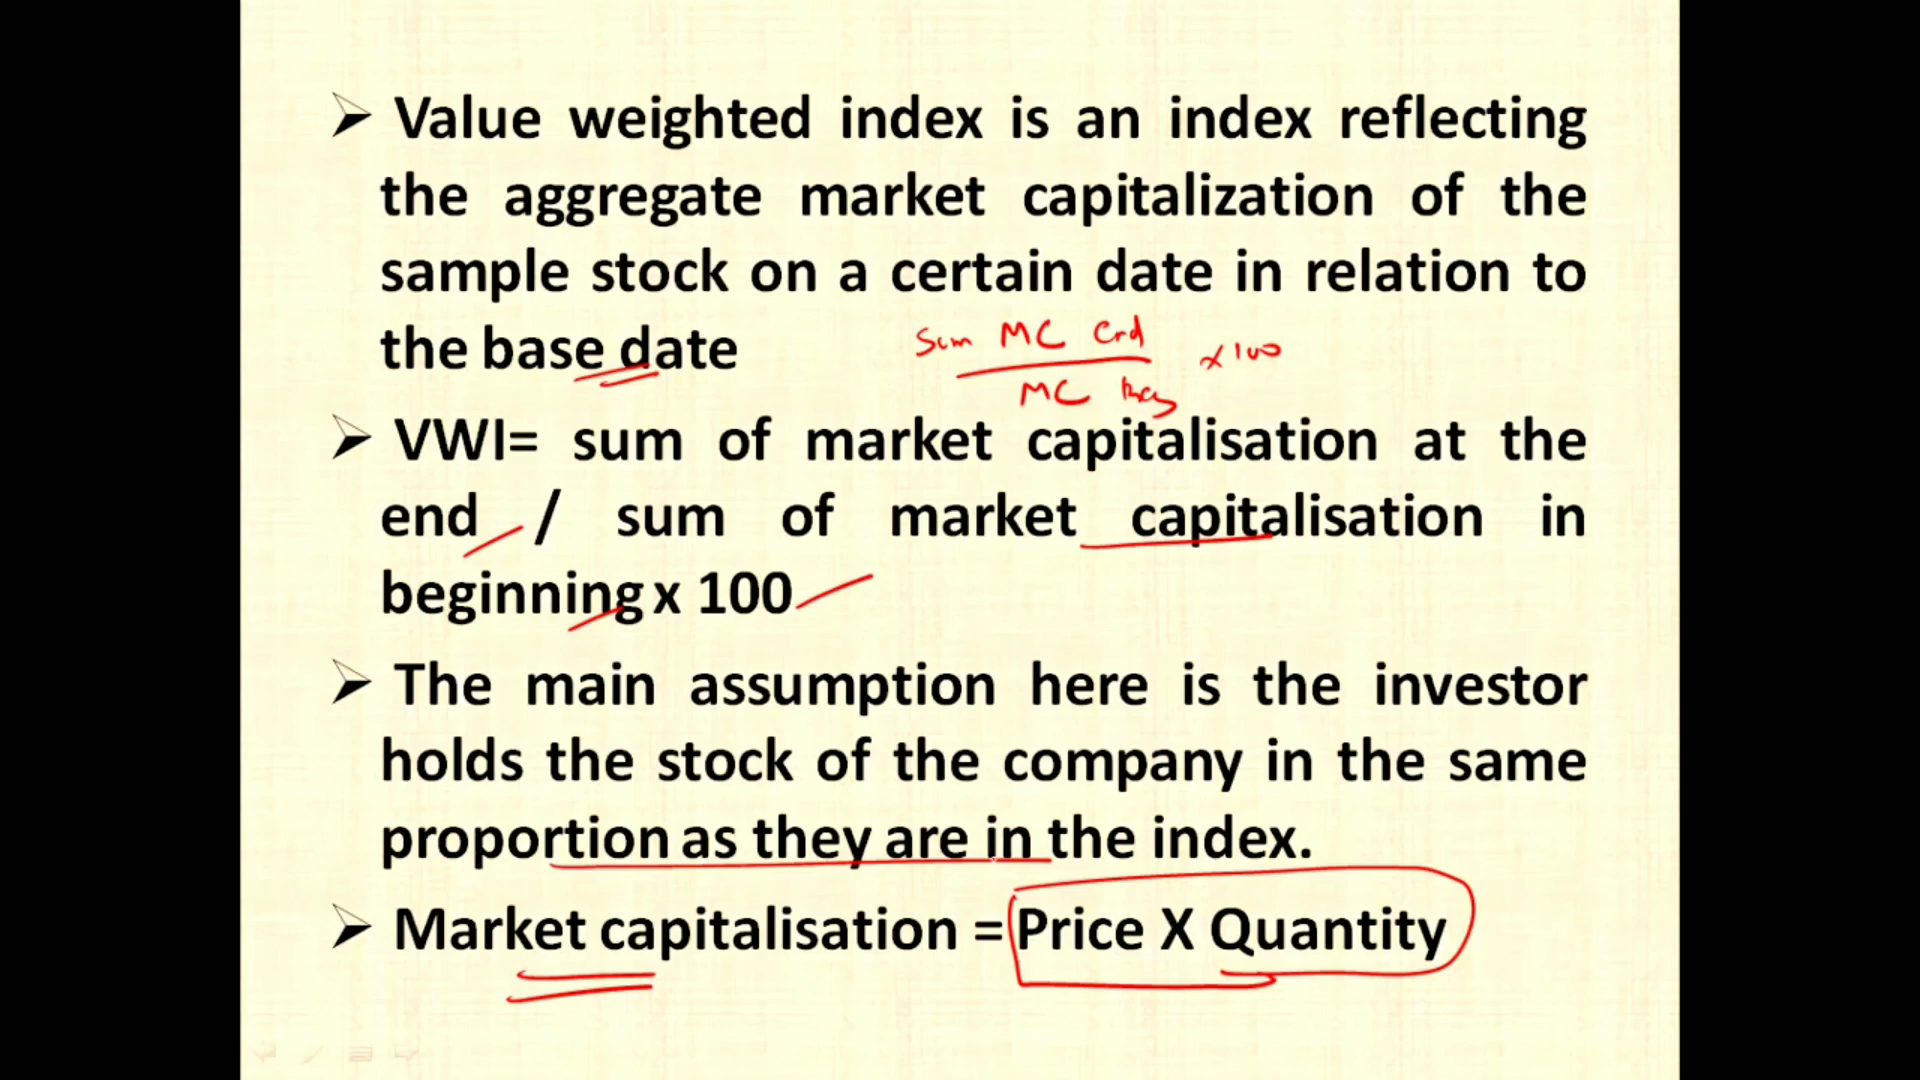 ➢ Value weighted index is an index reflecting
the aggregate market capitalization of the
sample stock on a certain date in relation to
the base date
Sum MC End
MC Beg x 100
➢ VWI= sum of market capitalisation at the
end / sum of market capitalisation in
beginning x 100
➢ The main assumption here is the investor
holds the stock of the company in the same
proportion as they are in the index.
➢ Market capitalisation = Price X Quantity